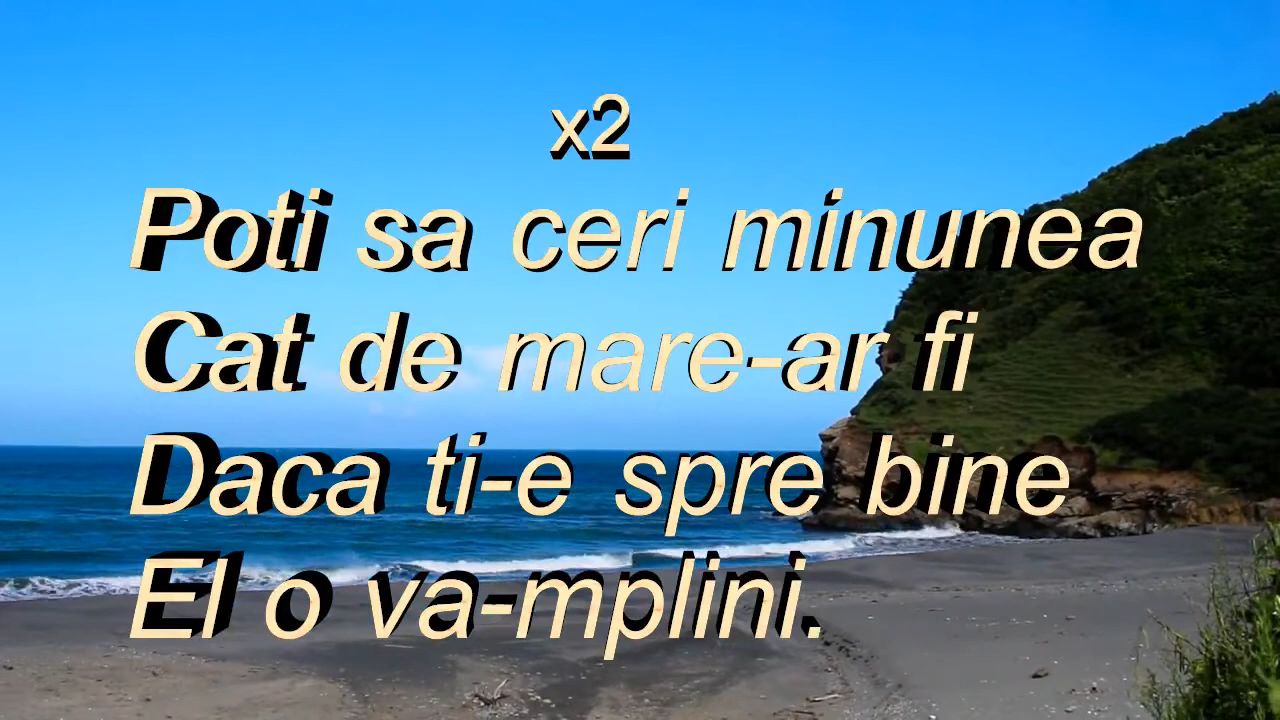 x2
Poti sa ceri minunea
Cat de mare-ar fi
Daca ti-e spre bine
El o va-mplini.